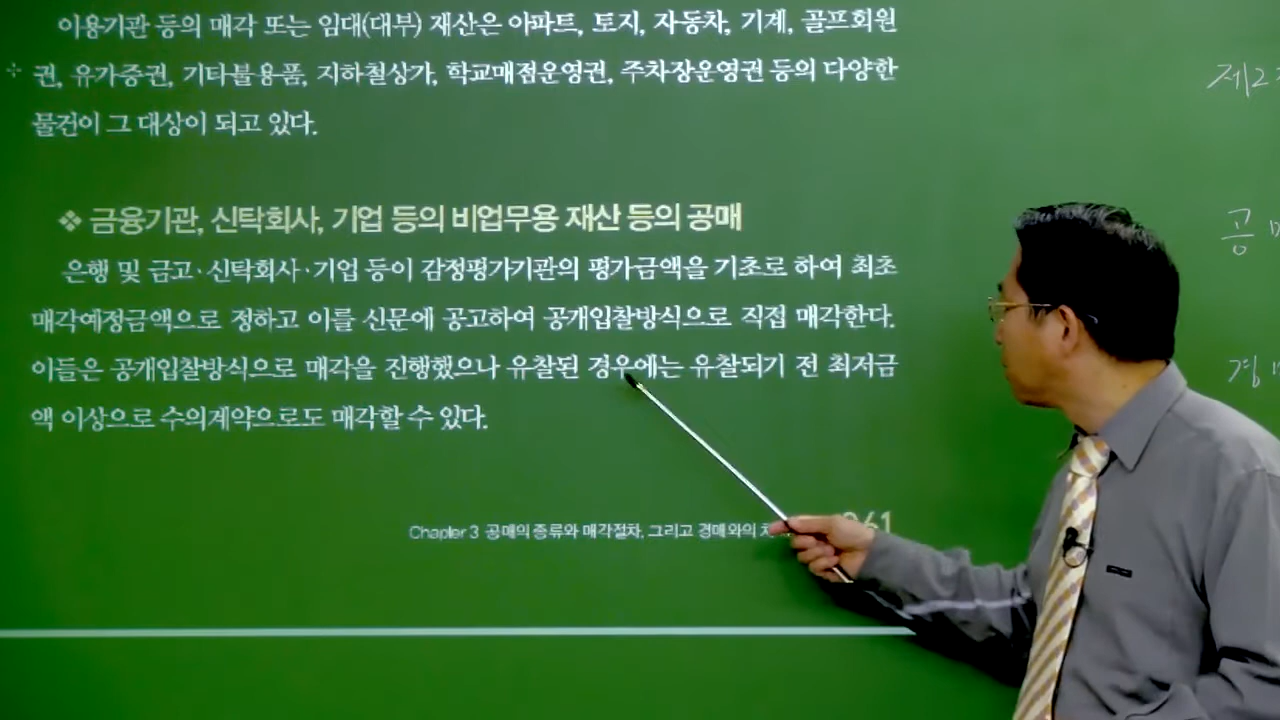 이용기관 등의 매각 또는 임대(대부) 재산은 아파트, 토지, 자동차, 기계, 골프회원
권, 유가증권, 기타불용품, 지하철상가, 학교매점운영권, 주차장운영권 등의 다양한
물건이 그 대상이 되고 있다.
❖ 금융기관, 신탁회사, 기업 등의 비업무용 재산 등의 공매
은행 및 금고·신탁회사·기업 등이 감정평가기관의 평가금액을 기초로 하여 최초
매각예정금액으로 정하고 이를 신문에 공고하여 공개입찰방식으로 직접 매각한다.
이들은 공개입찰방식으로 매각을 진행했으나 유찰된 경우에는 유찰되기 전 최저금
액 이상으로 수의계약으로도 매각할 수 있다.
Chapter 3 공매의 종류와 매각절차, 그리고 경매와의
제2
공
경